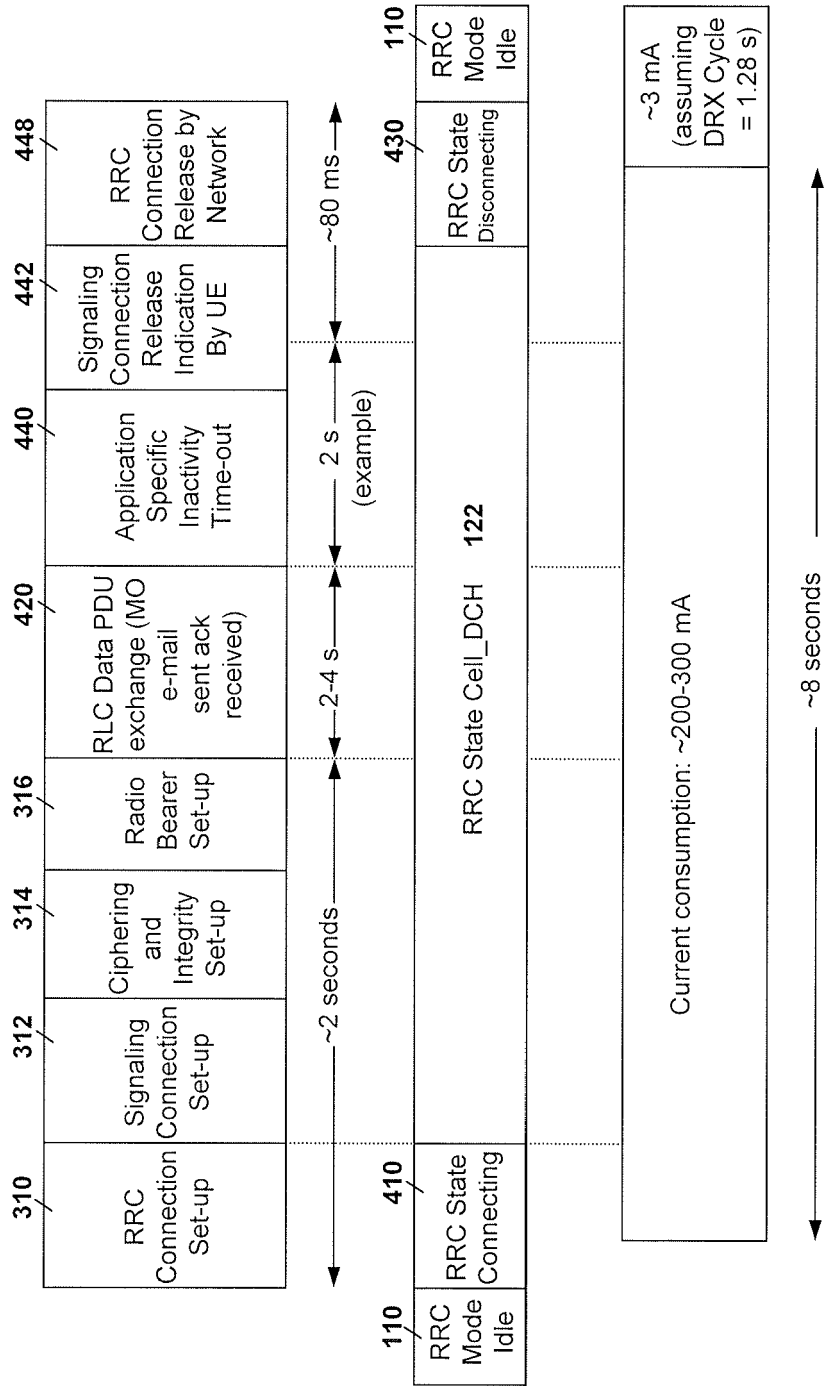 310
RRC
Connection
Set-up
312
Signaling
Connection
Set-up
314
Ciphering
and
Integrity
Set-up
316
Radio
Bearer
Set-up
420
RLC Data PDU
exchange (MO
e-mail
sent ack
received)
440
Application
Specific
Inactivity
Time-out
442
Signaling
Connection
Release
Indication
By UE
448
RRC
Connection
Release by
Network
~2 seconds
2-4 s
2 s
(example)
~80 ms
110
RRC
Mode
Idle
410
RRC State
Connecting
RRC State Cell_DCH 122
430
RRC State
Disconnecting
110
RRC
Mode
Idle
Current consumption: ~200-300 mA
~3 mA
(assuming
DRX Cycle
= 1.28 s)
~8 seconds